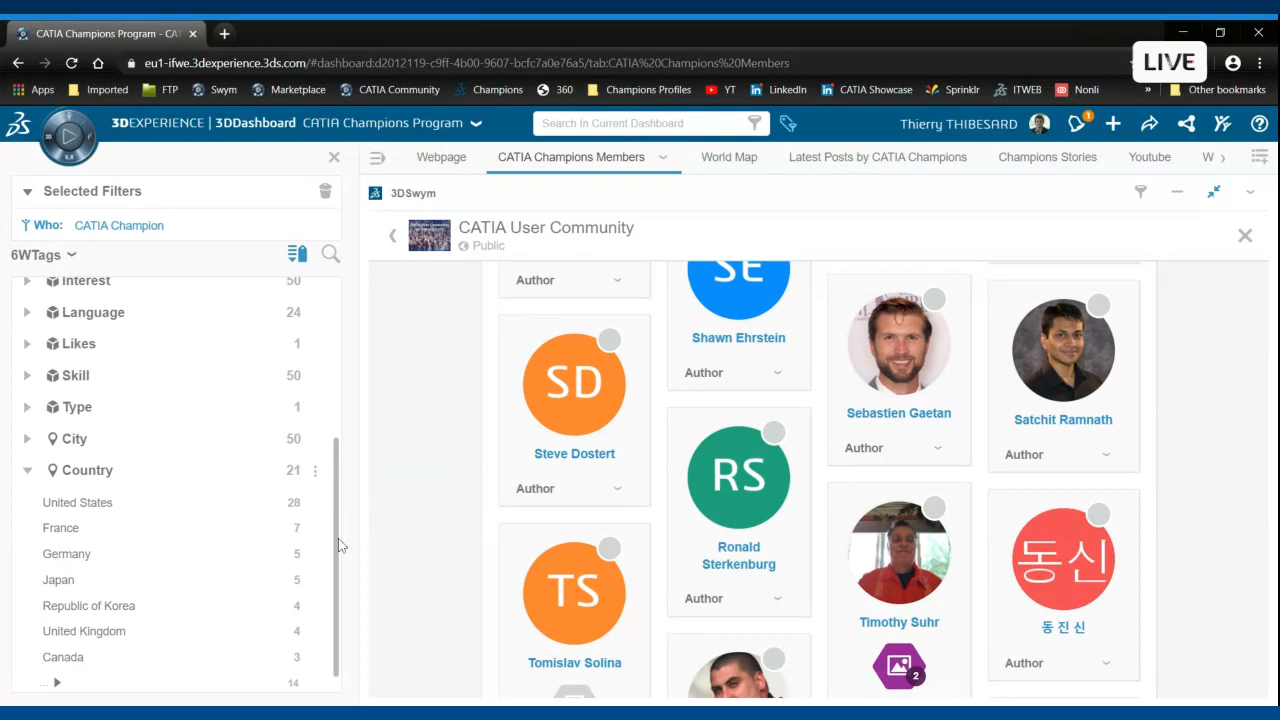 CATIA Champions Program - CAT
LIVE
eu1-ifwe.3dexperience.3ds.com/#dashboard:d2012119-c9ff-4b00-9607-bcfc7a0e76a5/tab:CATIA%20Champions%20Members
Apps Imported FTP Swym Marketplace CATIA Community Champions 360 Champions Profiles YT LinkedIn CATIA Showcase Sprinklr ITWEB Nonli » Other bookmarks
3DEXPERIENCE | 3DDashboard CATIA Champions Program Search In Current Dashboard Thierry THIBESARD 1
Webpage CATIA Champions Members World Map Latest Posts by CATIA Champions Champions Stories Youtube W
Selected Filters
Who: CATIA Champion
6WTags
Interest 50
Language 24
Likes 1
Skill 50
Type 1
City 50
Country 21
United States 28
France 7
Germany 5
Japan 5
Republic of Korea 4
United Kingdom 4
Canada 3
... 14
3DSwym
CATIA User Community
Public
Author
SD
Steve Dostert
Author
TS
Tomislav Solina
SE
Shawn Ehrstein
Author
RS
Ronald
Sterkenburg
Author
Sebastien Gaetan
Author
Timothy Suhr
2
Satchit Ramnath
Author
동신
동 진 신
Author